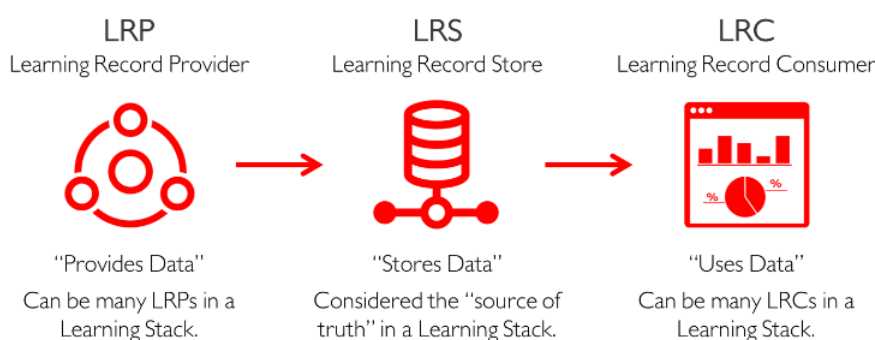 LRP
Learning Record Provider
"Provides Data"
Can be many LRPs in a
Learning Stack.
LRS
Learning Record Store
"Stores Data"
Considered the "source of
truth" in a Learning Stack.
LRC
Learning Record Consumer
%
%
"Uses Data"
Can be many LRCs in a
Learning Stack.